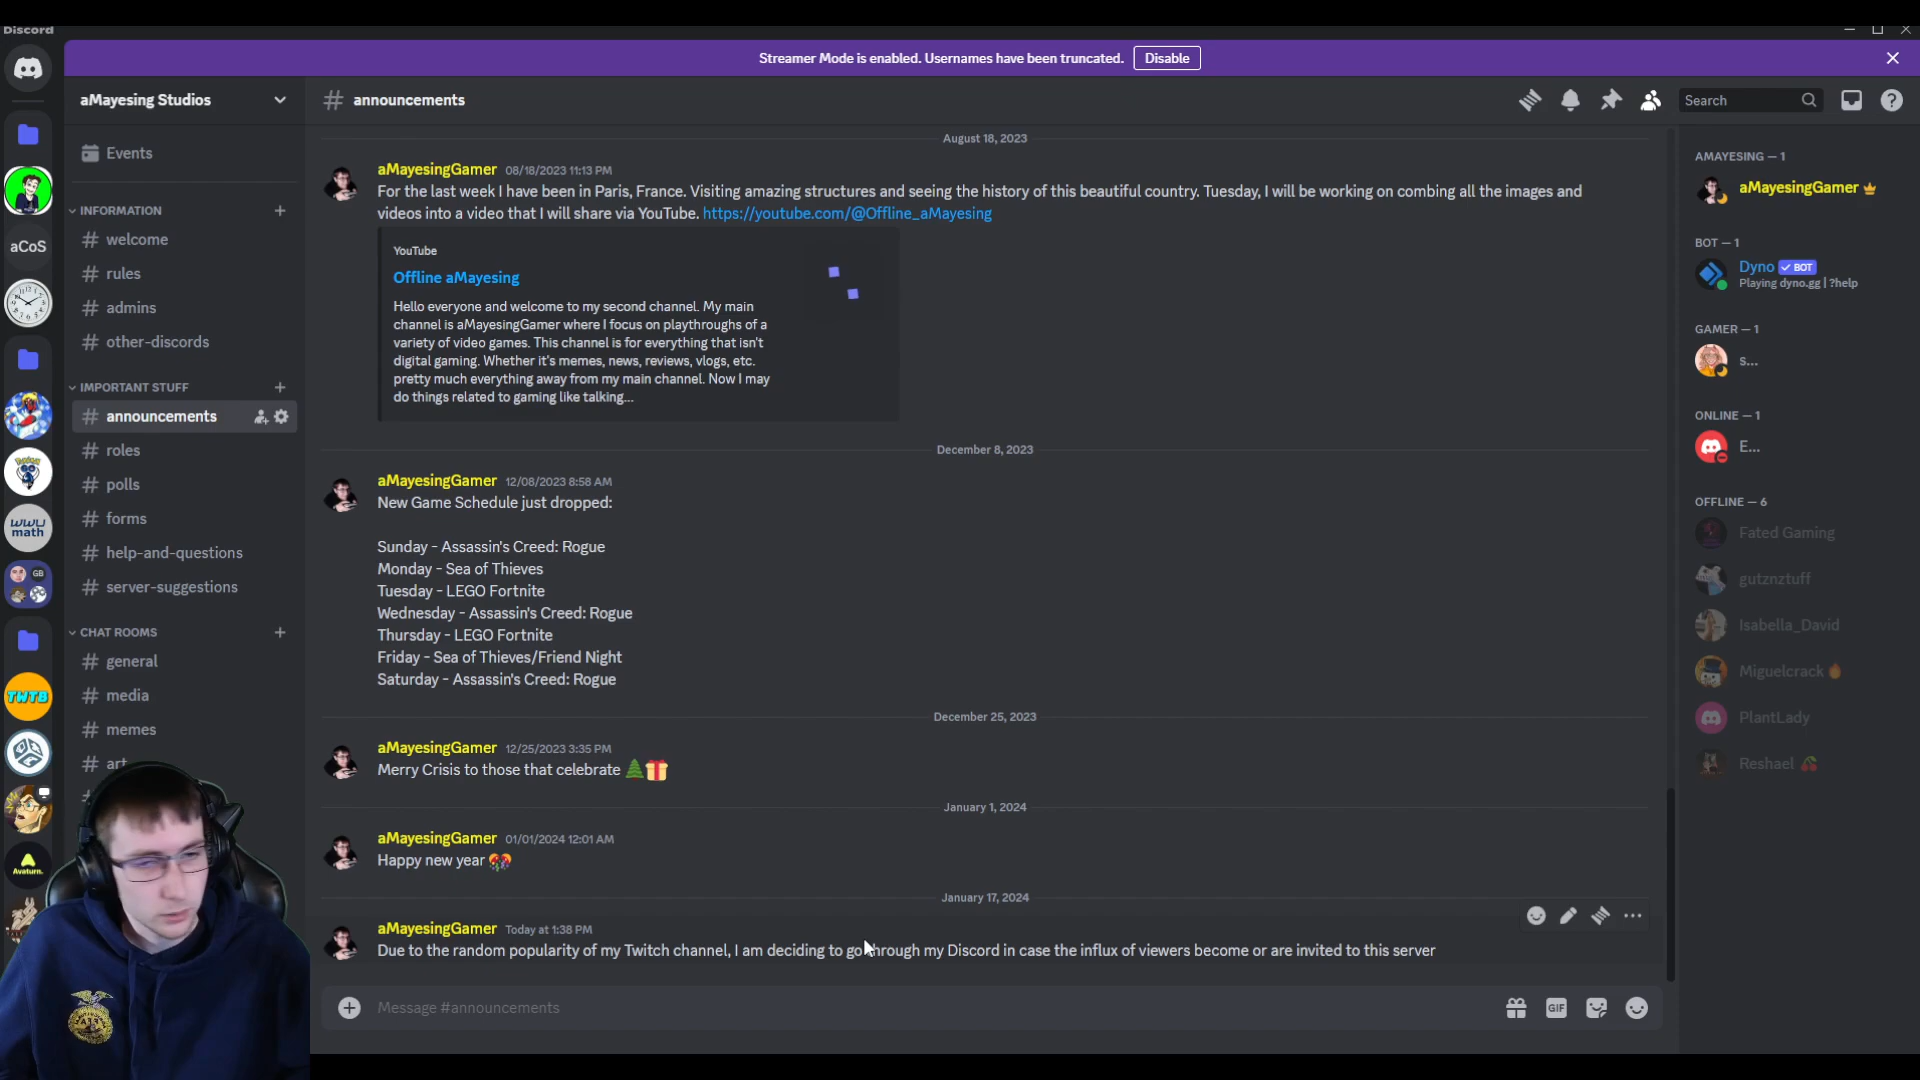 Discord
Streamer Mode is enabled. Usernames have been truncated. Disable
aMayesing Studios
Events
INFORMATION
welcome
rules
admins
other-discords
IMPORTANT STUFF
announcements
roles
polls
forms
help-and-questions
server-suggestions
CHAT ROOMS
general
media
memes
art
aCoS
WWU
math
GB
TWTB
Avaturn.
announcements
Search
August 18, 2023
aMayesingGamer 08/18/2023 11:13 PM
For the last week I have been in Paris, France. Visiting amazing structures and seeing the history of this beautiful country. Tuesday, I will be working on combing all the images and
videos into a video that I will share via YouTube. https://youtube.com/@Offline_aMayesing
YouTube
Offline aMayesing
Hello everyone and welcome to my second channel. My main
channel is aMayesingGamer where I focus on playthroughs of a
variety of video games. This channel is for everything that isn't
digital gaming. Whether it's memes, news, reviews, vlogs, etc.
pretty much everything away from my main channel. Now I may
do things related to gaming like talking...
December 8, 2023
aMayesingGamer 12/08/2023 8:58 AM
New Game Schedule just dropped:
Sunday - Assassin's Creed: Rogue
Monday - Sea of Thieves
Tuesday - LEGO Fortnite
Wednesday - Assassin's Creed: Rogue
Thursday - LEGO Fortnite
Friday - Sea of Thieves/Friend Night
Saturday - Assassin's Creed: Rogue
December 25, 2023
aMayesingGamer 12/25/2023 3:35 PM
Merry Crisis to those that celebrate 🎄🎁
January 1, 2024
aMayesingGamer 01/01/2024 12:01 AM
Happy new year 🎊
January 17, 2024
aMayesingGamer Today at 1:38 PM
Due to the random popularity of my Twitch channel, I am deciding to go through my Discord in case the influx of viewers become or are invited to this server
Message #announcements
GIF
AMAYESING — 1
aMayesingGamer
BOT — 1
Dyno ✓ BOT
Playing dyno.gg | ?help
GAMER — 1
s...
ONLINE — 1
E...
OFFLINE — 6
Fated Gaming
gutznztuff
Isabella_David
Miguelcrack
PlantLady
Reshael 🍒